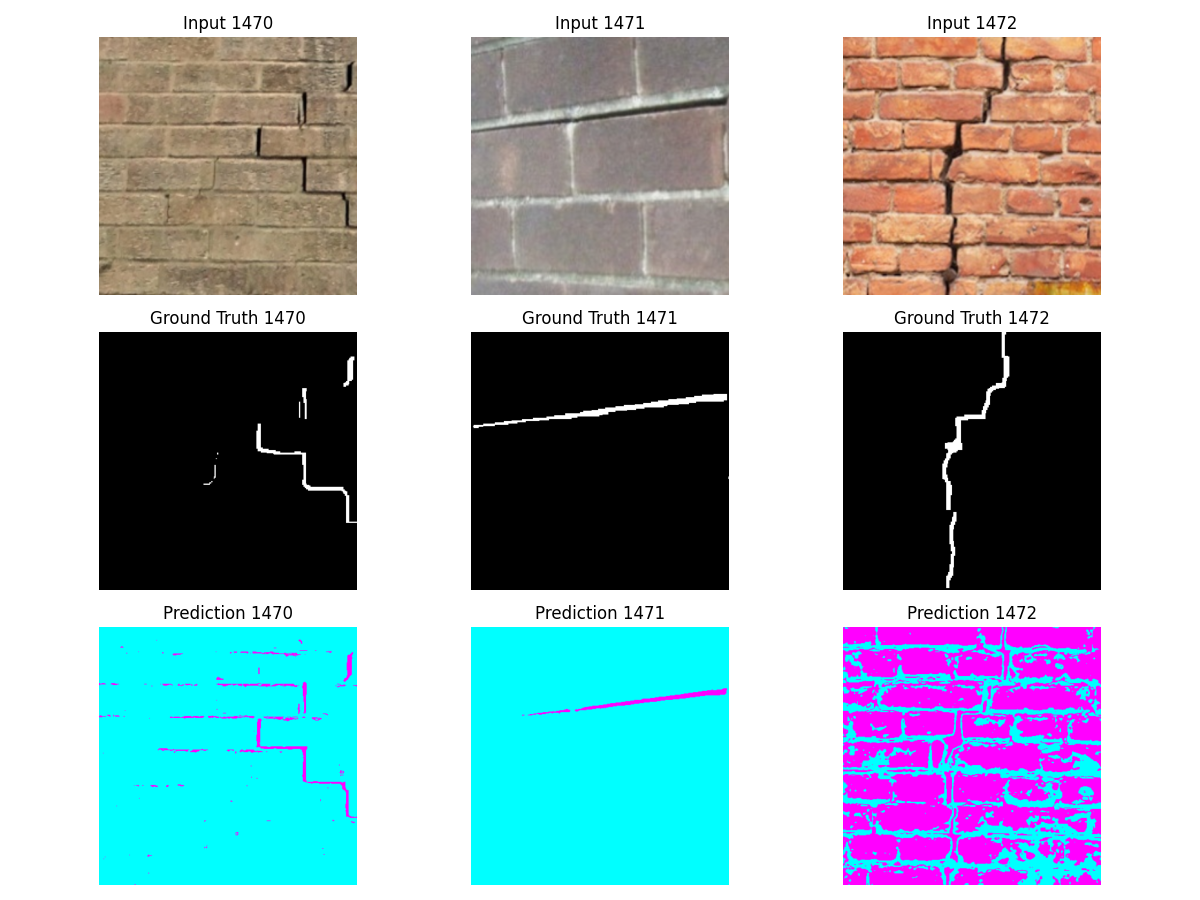 Input 1470
Input 1471
Input 1472
Ground Truth 1470
Ground Truth 1471
Ground Truth 1472
Prediction 1470
Prediction 1471
Prediction 1472